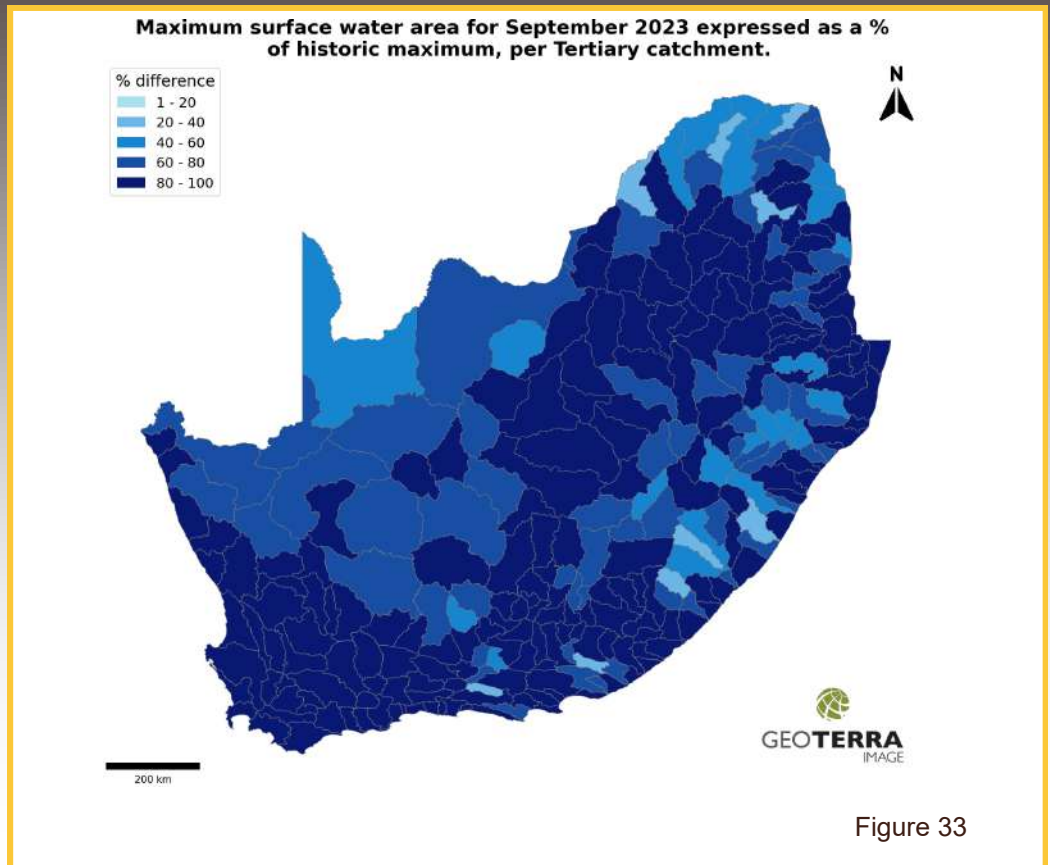 Maximum surface water area for September 2023 expressed as a %
of historic maximum, per Tertiary catchment.
% difference
1 - 20
20 - 40
40 - 60
60 - 80
80 - 100
N
GEOTERRA
IMAGE
200 km
Figure 33